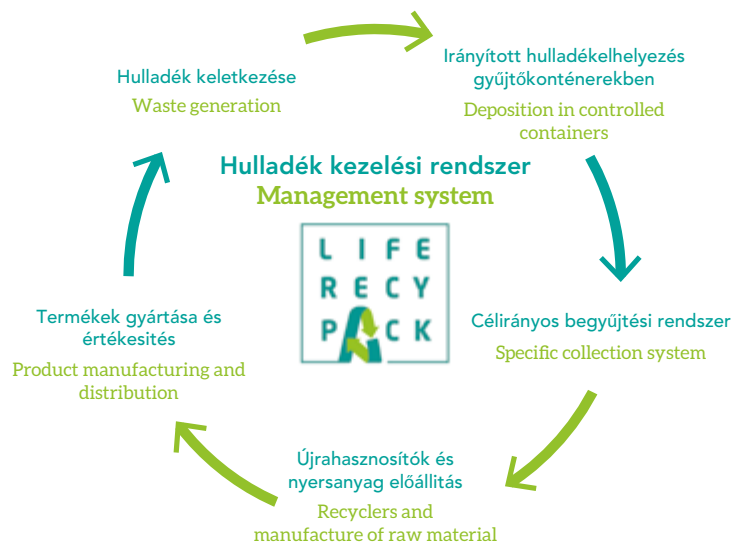 Hulladék keletkezése
Waste generation
Irányított hulladékelhelyezés
gyűjtőkonténerekben
Deposition in controlled
containers
Hulladék kezelési rendszer
Management system
LIFE
RECY
PACK
Célirányos begyűjtési rendszer
Specific collection system
Újrahasznosítók és
nyersanyag előállitás
Recyclers and
manufacture of raw material
Termékek gyártása és
értékesités
Product manufacturing and
distribution